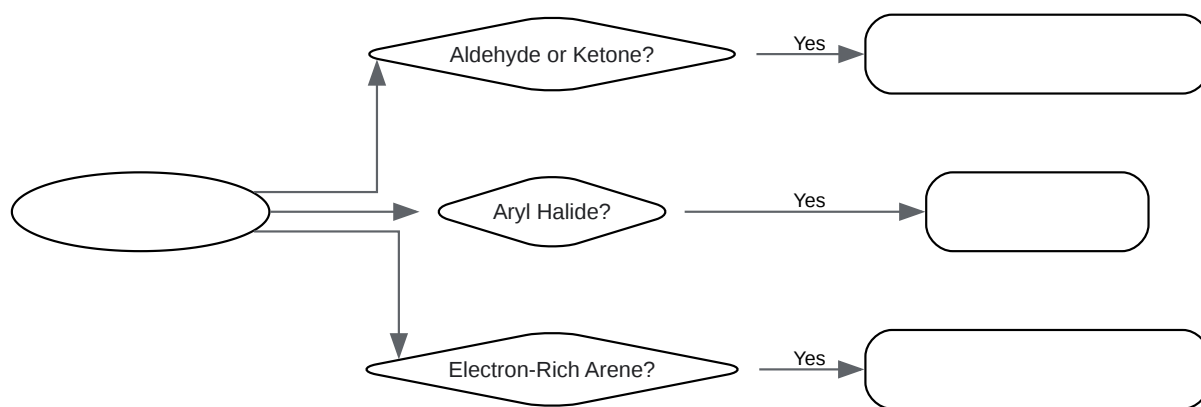 Aldehyde or Ketone?
Yes
Aryl Halide?
Yes
Electron-Rich Arene?
Yes